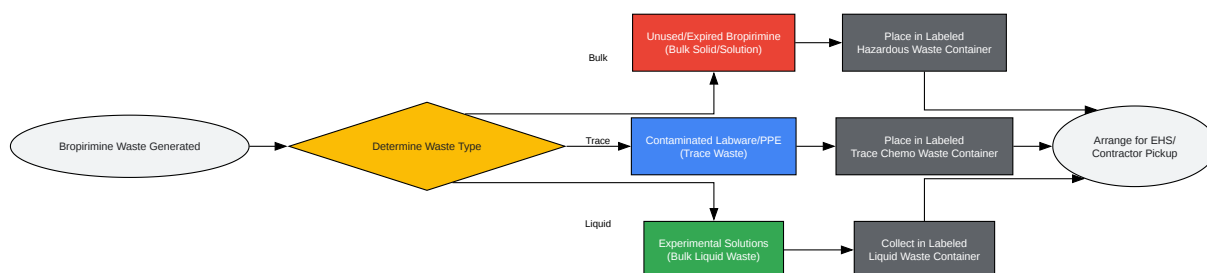 Unused/Expired Bropirimine
(Bulk Solid/Solution)
Place in Labeled
Hazardous Waste Container
Bulk
Bropirimine Waste Generated
Determine Waste Type
Trace
Contaminated Labware/PPE
(Trace Waste)
Place in Labeled
Trace Chemo Waste Container
Arrange for EHS/
Contractor Pickup
Liquid
Experimental Solutions
(Bulk Liquid Waste)
Collect in Labeled
Liquid Waste Container